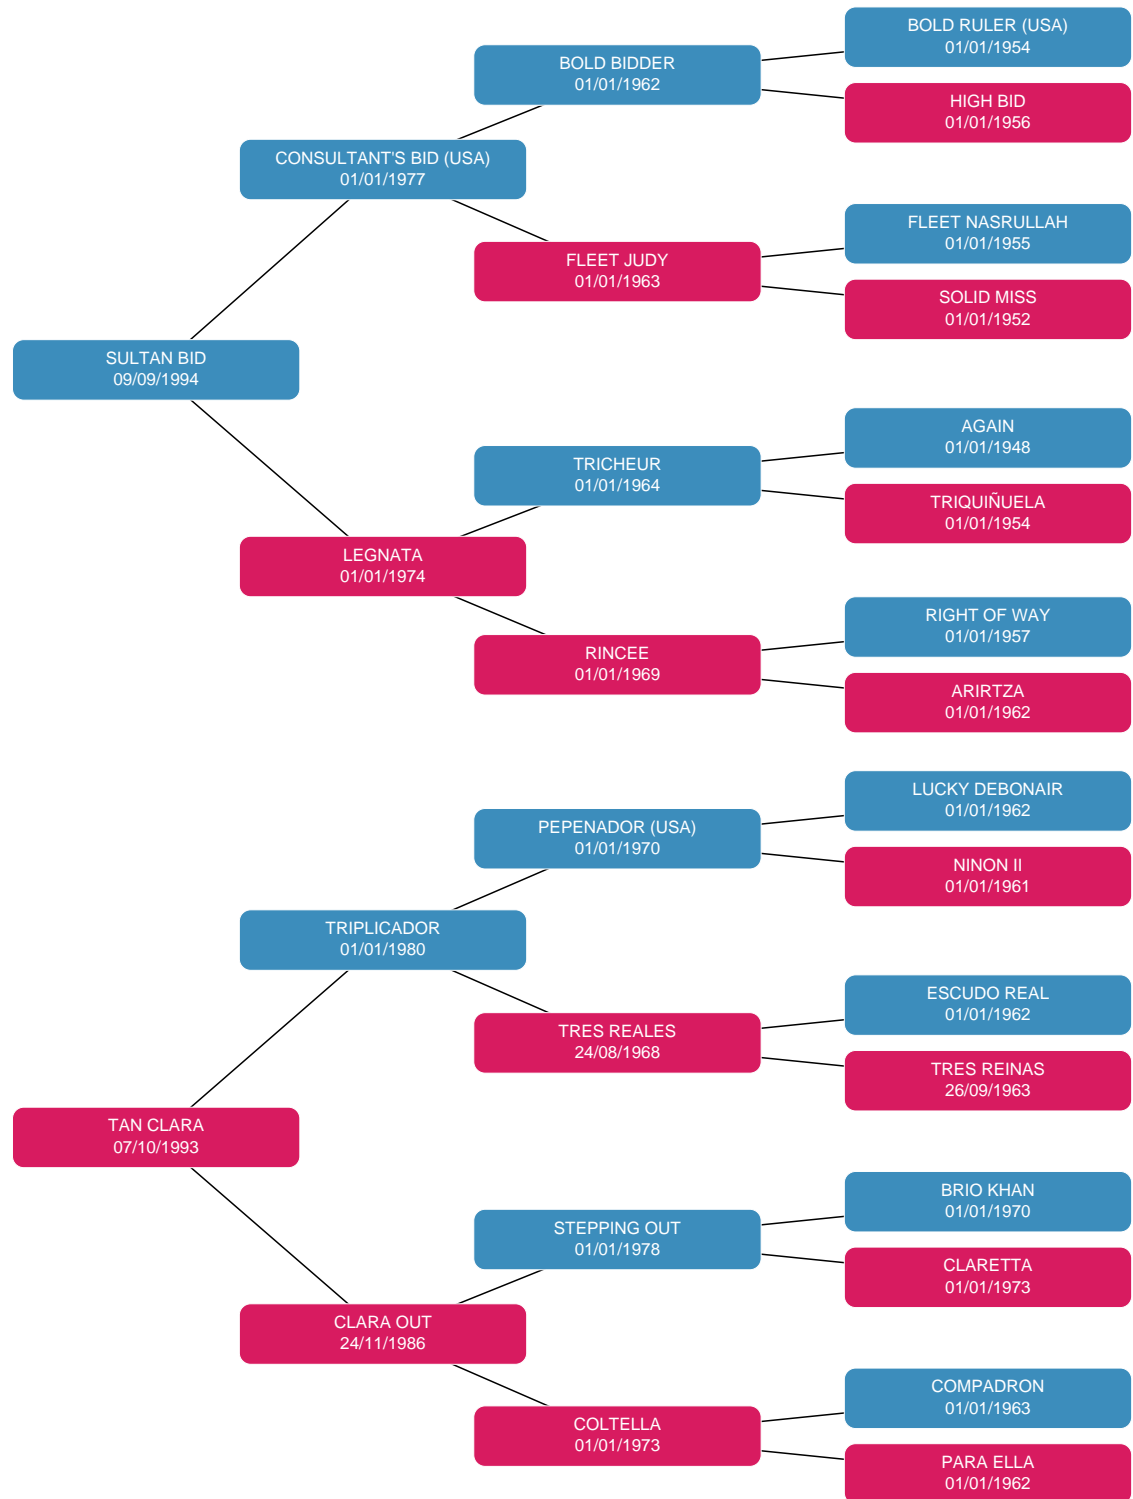 BOLD RULER (USA)
01/01/1954
BOLD BIDDER
01/01/1962
HIGH BID
01/01/1956
CONSULTANT'S BID (USA)
01/01/1977
FLEET NASRULLAH
01/01/1955
FLEET JUDY
01/01/1963
SOLID MISS
01/01/1952
SULTAN BID
09/09/1994
AGAIN
01/01/1948
TRICHEUR
01/01/1964
TRIQUIÑUELA
01/01/1954
LEGNATA
01/01/1974
RIGHT OF WAY
01/01/1957
RINCEE
01/01/1969
ARIRTZA
01/01/1962
LUCKY DEBONAIR
01/01/1962
PEPENADOR (USA)
01/01/1970
NINON II
01/01/1961
TRIPLICADOR
01/01/1980
ESCUDO REAL
01/01/1962
TRES REALES
24/08/1968
TRES REINAS
26/09/1963
TAN CLARA
07/10/1993
BRIO KHAN
01/01/1970
STEPPING OUT
01/01/1978
CLARETTA
01/01/1973
CLARA OUT
24/11/1986
COMPADRON
01/01/1963
COLTELLA
01/01/1973
PARA ELLA
01/01/1962